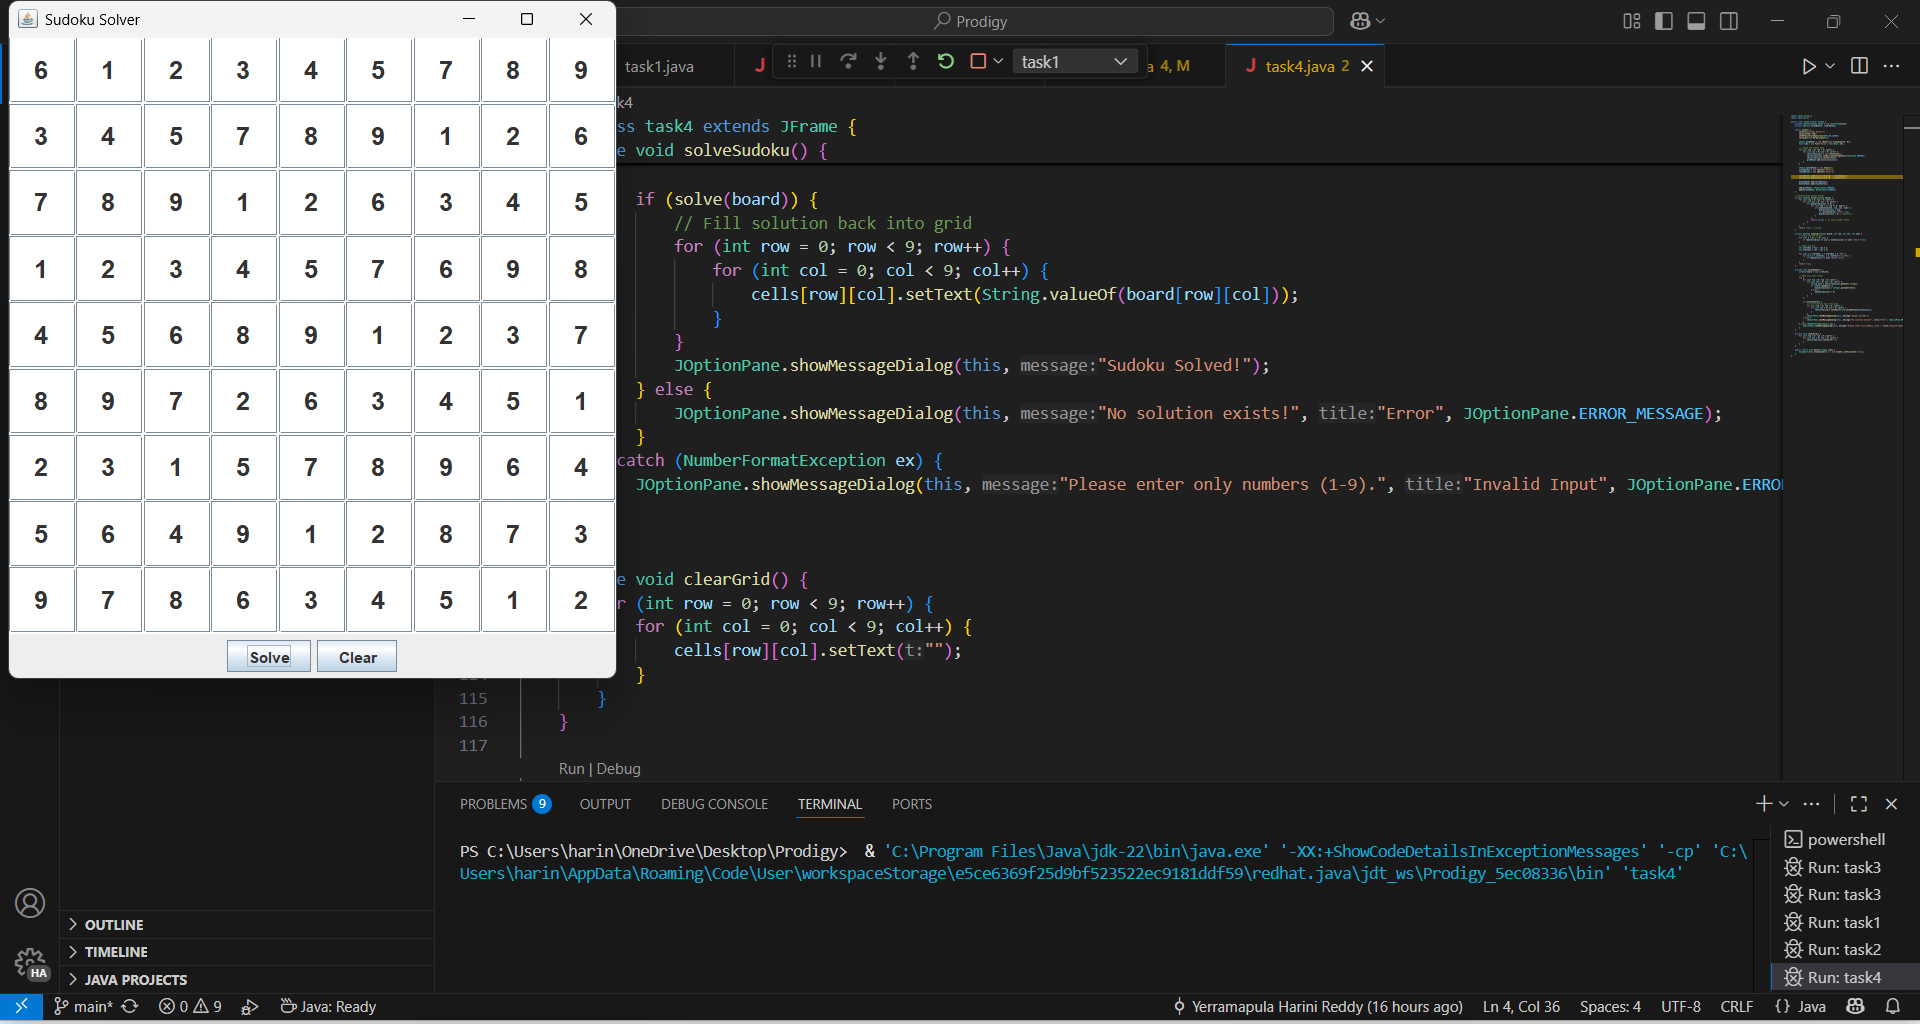 Sudoku Solver
6 1 2 3 4 5 7 8 9
3 4 5 7 8 9 1 2 6
7 8 9 1 2 6 3 4 5
1 2 3 4 5 7 6 9 8
4 5 6 8 9 1 2 3 7
8 9 7 2 6 3 4 5 1
2 3 1 5 7 8 9 6 4
5 6 4 9 1 2 8 7 3
9 7 8 6 3 4 5 1 2
Solve Clear
Prodigy
task1.java
J
task1
a 4, M
J task4.java 2
k4
ss task4 extends JFrame {
e void solveSudoku() {
if (solve(board)) {
// Fill solution back into grid
for (int row = 0; row < 9; row++) {
for (int col = 0; col < 9; col++) {
cells[row][col].setText(String.valueOf(board[row][col]));
}
}
JOptionPane.showMessageDialog(this, message:"Sudoku Solved!");
} else {
JOptionPane.showMessageDialog(this, message:"No solution exists!", title:"Error", JOptionPane.ERROR_MESSAGE);
}
catch (NumberFormatException ex) {
JOptionPane.showMessageDialog(this, message:"Please enter only numbers (1-9).", title:"Invalid Input", JOptionPane.ERRO
e void clearGrid() {
r (int row = 0; row < 9; row++) {
for (int col = 0; col < 9; col++) {
cells[row][col].setText(t:"");
}
115 }
116 }
117
Run | Debug
PROBLEMS 9 OUTPUT DEBUG CONSOLE TERMINAL PORTS
PS C:\Users\harin\OneDrive\Desktop\Prodigy> & 'C:\Program Files\Java\jdk-22\bin\java.exe' '-XX:+ShowCodeDetailsInExceptionMessages' '-cp' 'C:\
Users\harin\AppData\Roaming\Code\User\workspaceStorage\e5ce6369f25d9bf523522ec9181ddf59\redhat.java\jdt_ws\Prodigy_5ec08336\bin' 'task4'
powershell
Run: task3
Run: task3
Run: task1
Run: task2
Run: task4
OUTLINE
TIMELINE
JAVA PROJECTS
HA
main* 0 9 Java: Ready
Yerramapula Harini Reddy (16 hours ago) Ln 4, Col 36 Spaces: 4 UTF-8 CRLF {} Java